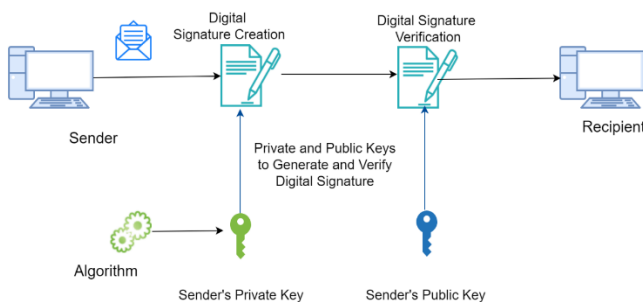 Digital
Signature Creation
Digital Signature
Verification
Sender
Recipient
Private and Public Keys
to Generate and Verify
Digital Signature
Algorithm
Sender's Private Key
Sender's Public Key